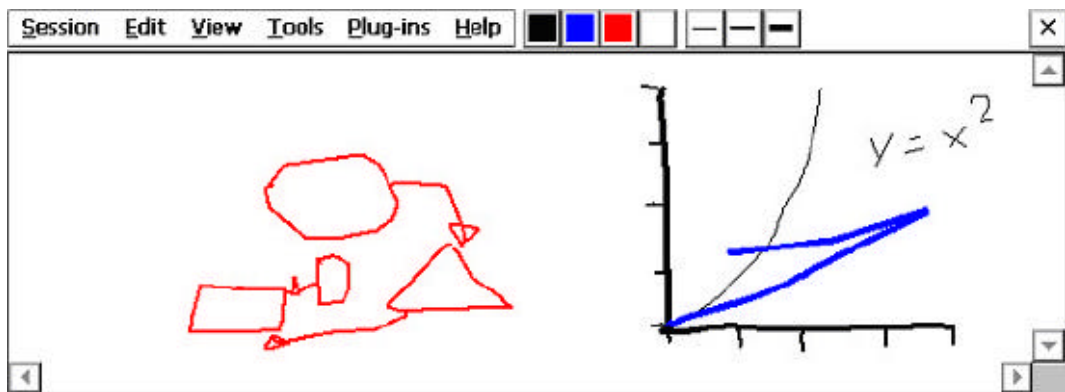 Session Edit View Tools Plug-ins Help
y = x²